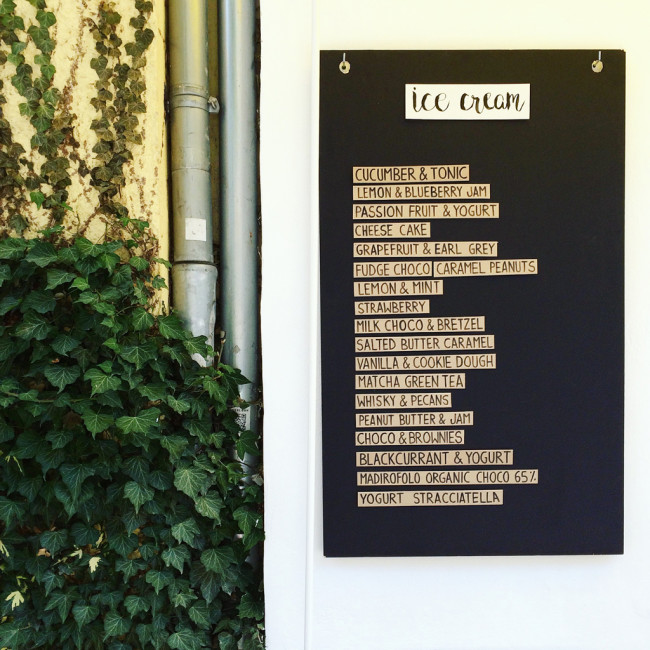 ice cream
CUCUMBER & TONIC
LEMON & BLUEBERRY JAM
PASSION FRUIT & YOGURT
CHEESE CAKE
GRAPEFRUIT & EARL GREY
FUDGE CHOCO CARAMEL PEANUTS
LEMON & MINT
STRAWBERRY
MILK CHOCO & BRETZEL
SALTED BUTTER CARAMEL
VANILLA & COOKIE DOUGH
MATCHA GREEN TEA
WHISKY & PECANS
PEANUT BUTTER & JAM
CHOCO & BROWNIES
BLACKCURRANT & YOGURT
MADIROFOLO ORGANIC CHOCO 65%
YOGURT STRACCIATELLA